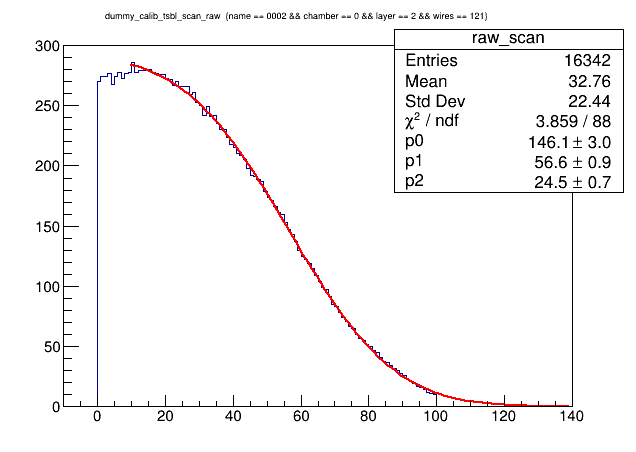 dummy_calib_tsbl_scan_raw (name == 0002 && chamber == 0 && layer == 2 && wires == 121)
raw_scan
Entries 16342
Mean 32.76
Std Dev 22.44
χ² / ndf 3.859 / 88
p0 146.1 ± 3.0
p1 56.6 ± 0.9
p2 24.5 ± 0.7
300
250
200
150
100
50
0
0 20 40 60 80 100 120 140